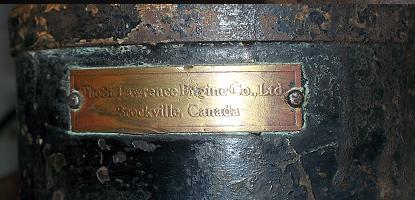 The St. Lawrence Engine Co., Ltd.
Brockville, Canada